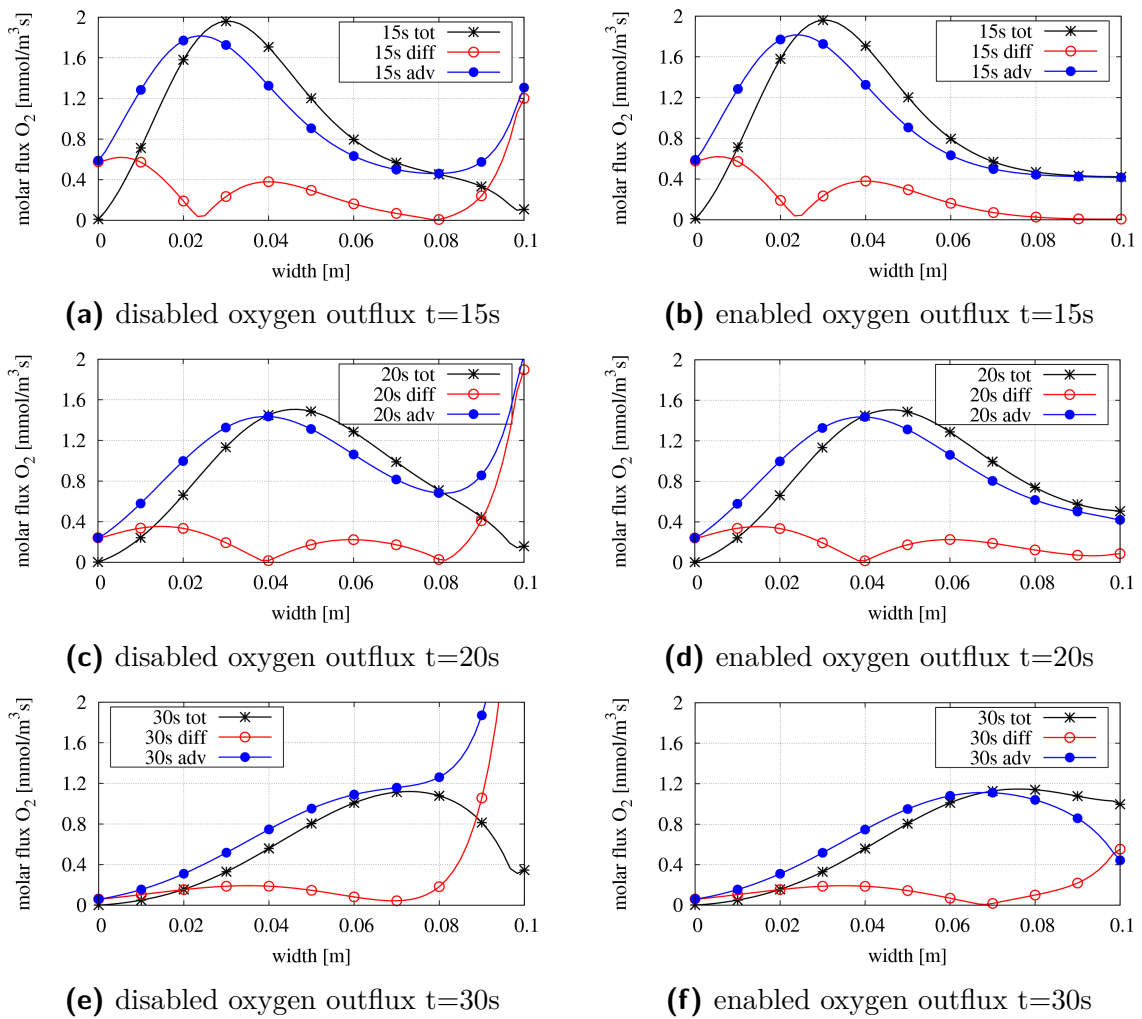 molar flux O2 [mmol/m3s]
2
1.6
1.2
0.8
0.4
0
15s tot
15s diff
15s adv
0 0.02 0.04 0.06 0.08 0.1
width [m]
(a) disabled oxygen outflux t=15s
molar flux O2 [mmol/m3s]
2
1.6
1.2
0.8
0.4
0
15s tot
15s diff
15s adv
0 0.02 0.04 0.06 0.08 0.1
width [m]
(b) enabled oxygen outflux t=15s
molar flux O2 [mmol/m3s]
2
1.6
1.2
0.8
0.4
0
20s tot
20s diff
20s adv
0 0.02 0.04 0.06 0.08 0.1
width [m]
(c) disabled oxygen outflux t=20s
molar flux O2 [mmol/m3s]
2
1.6
1.2
0.8
0.4
0
20s tot
20s diff
20s adv
0 0.02 0.04 0.06 0.08 0.1
width [m]
(d) enabled oxygen outflux t=20s
molar flux O2 [mmol/m3s]
2
1.6
1.2
0.8
0.4
0
30s tot
30s diff
30s adv
0 0.02 0.04 0.06 0.08 0.1
width [m]
(e) disabled oxygen outflux t=30s
molar flux O2 [mmol/m3s]
2
1.6
1.2
0.8
0.4
0
30s tot
30s diff
30s adv
0 0.02 0.04 0.06 0.08 0.1
width [m]
(f) enabled oxygen outflux t=30s